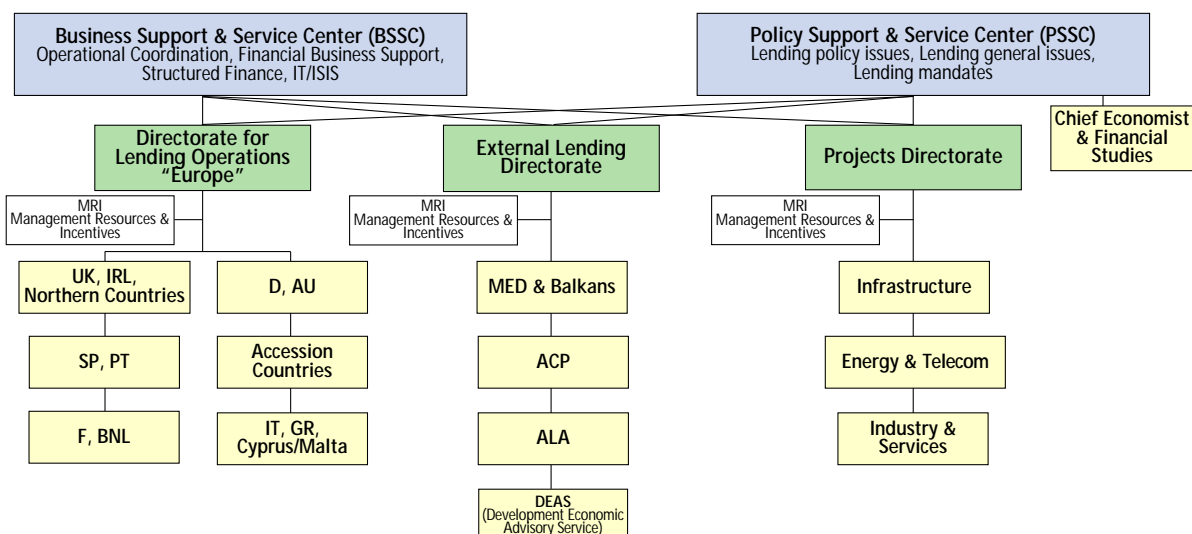 Business Support & Service Center (BSSC)
Operational Coordination, Financial Business Support,
Structured Finance, IT/ISIS
Policy Support & Service Center (PSSC)
Lending policy issues, Lending general issues,
Lending mandates
Chief Economist
& Financial
Studies
Directorate for
Lending Operations
“Europe”
External Lending
Directorate
Projects Directorate
MRI
Management Resources &
Incentives
MRI
Management Resources &
Incentives
MRI
Management Resources &
Incentives
UK, IRL,
Northern Countries
D, AU
MED & Balkans
Infrastructure
SP, PT
Accession
Countries
ACP
Energy & Telecom
F, BNL
IT, GR,
Cyprus/Malta
ALA
Industry &
Services
DEAS
(Development Economic
Advisory Service)